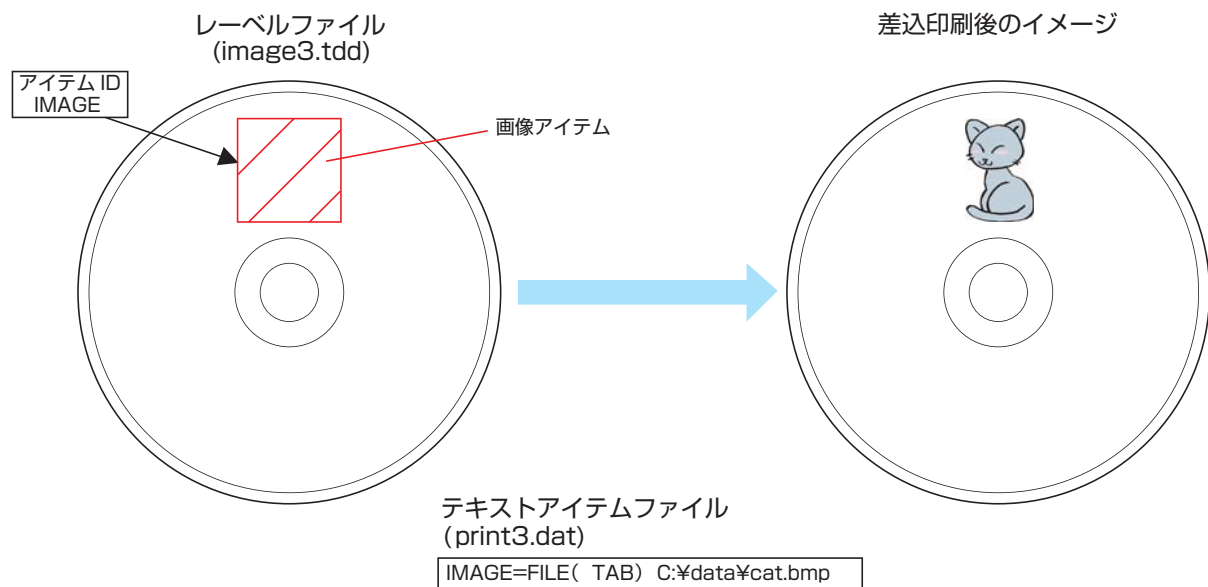 レーベルファイル
(image3.tdd)
差込印刷後のイメージ
アイテム ID
IMAGE
画像アイテム
テキストアイテムファイル
(print3.dat)
IMAGE=FILE( TAB) C:¥data¥cat.bmp